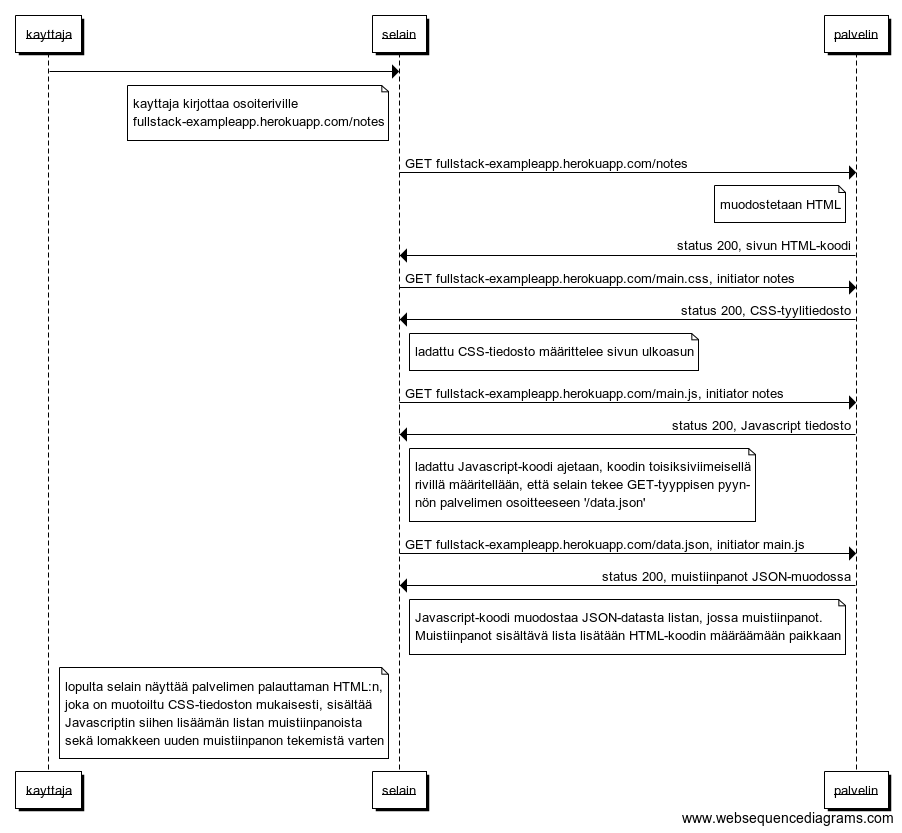 kayttaja selain palvelin
kayttaja kirjottaa osoiteriville
fullstack-exampleapp.herokuapp.com/notes
GET fullstack-exampleapp.herokuapp.com/notes
muodostetaan HTML
status 200, sivun HTML-koodi
GET fullstack-exampleapp.herokuapp.com/main.css, initiator notes
status 200, CSS-tyylitiedosto
ladattu CSS-tiedosto määrittelee sivun ulkoasun
GET fullstack-exampleapp.herokuapp.com/main.js, initiator notes
status 200, Javascript tiedosto
ladattu Javascript-koodi ajetaan, koodin toisiksiviimeisellä
rivillä määritellään, että selain tekee GET-tyyppisen pyyn-
nön palvelimen osoitteeseen '/data.json'
GET fullstack-exampleapp.herokuapp.com/data.json, initiator main.js
status 200, muistiinpanot JSON-muodossa
Javascript-koodi muodostaa JSON-datasta listan, jossa muistiinpanot.
Muistiinpanot sisältävä lista lisätään HTML-koodin määräämään paikkaan
lopulta selain näyttää palvelimen palauttaman HTML:n,
joka on muotoiltu CSS-tiedoston mukaisesti, sisältää
Javascriptin siihen lisäämän listan muistiinpanoista
sekä lomakkeen uuden muistiinpanon tekemistä varten
kayttaja selain palvelin
www.websequencediagrams.com